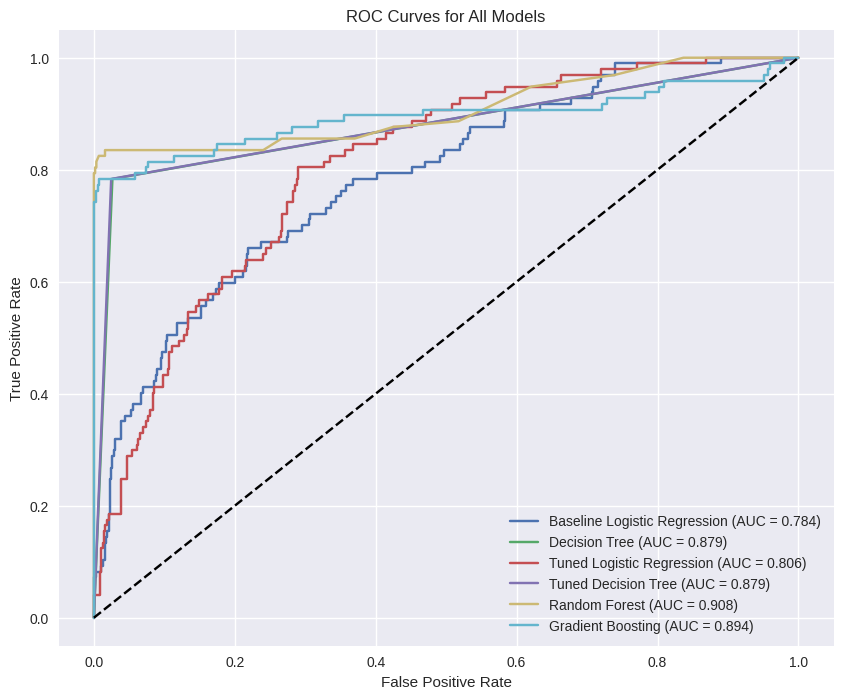 ROC Curves for All Models
True Positive Rate
1.0
0.8
0.6
0.4
0.2
0.0
Baseline Logistic Regression (AUC = 0.784)
Decision Tree (AUC = 0.879)
Tuned Logistic Regression (AUC = 0.806)
Tuned Decision Tree (AUC = 0.879)
Random Forest (AUC = 0.908)
Gradient Boosting (AUC = 0.894)
0.0 0.2 0.4 0.6 0.8 1.0
False Positive Rate